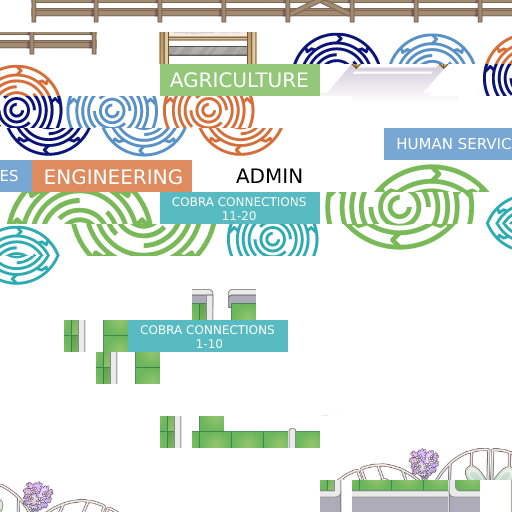 AGRICULTURE
HUMAN SERVIC
ES
ENGINEERING
ADMIN
COBRA CONNECTIONS
11-20
COBRA CONNECTIONS
1-10